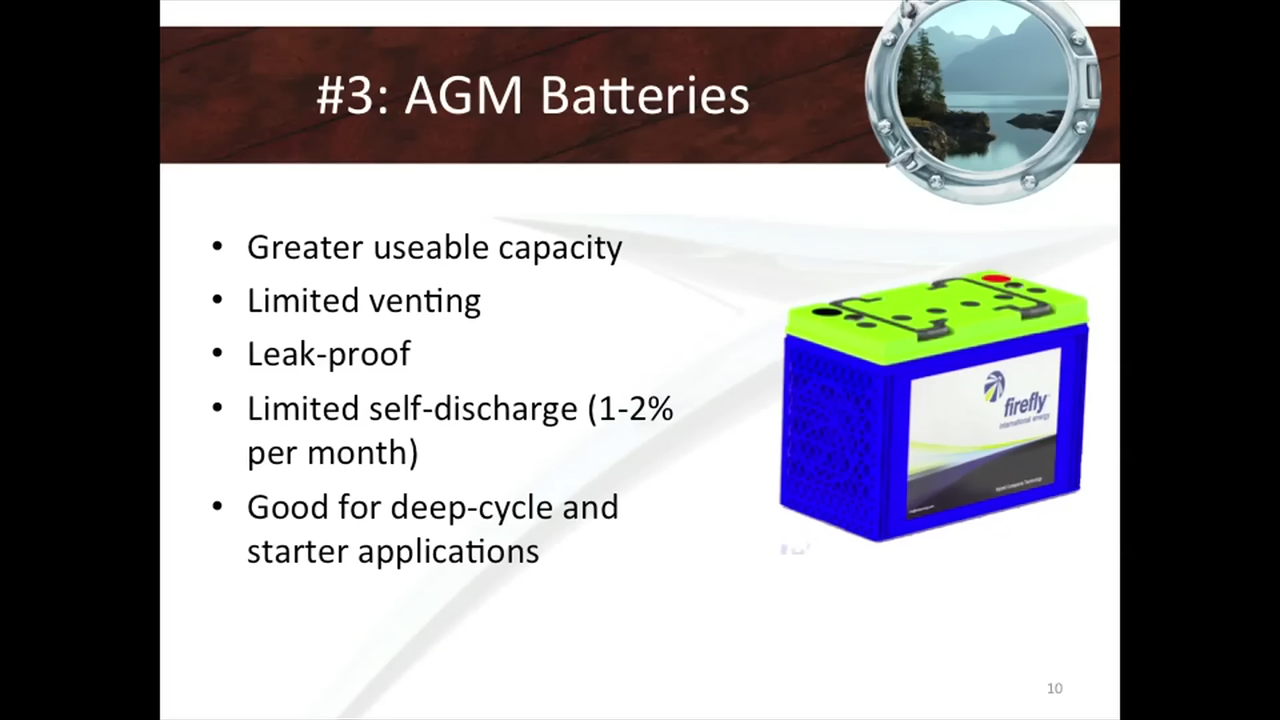 #3: AGM Batteries
• Greater useable capacity
• Limited venting
• Leak-proof
• Limited self-discharge (1-2%
per month)
• Good for deep-cycle and
starter applications
firefly
international energy
10